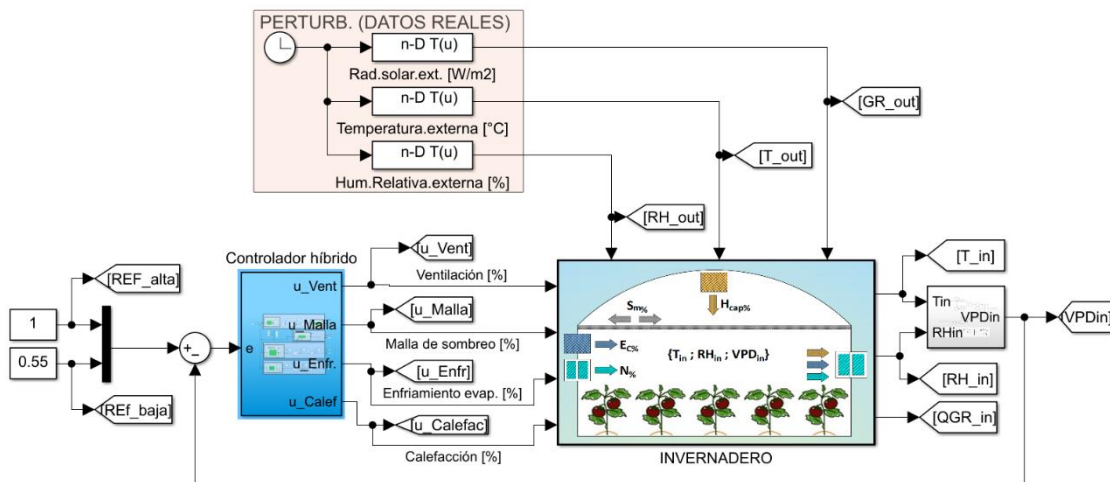 PERTURB. (DATOS REALES)
n-D T(u)
Rad.solar.ext. [W/m2]
n-D T(u)
Temperatura.externa [°C]
n-D T(u)
Hum.Relativa.externa [%]
[GR_out]
[T_out]
[RH_out]
[REF_alta]
1
0.55
[REf_baja]
+
-
Controlador híbrido
e
u_Vent
u_Malla
u_Enfr.
u_Calef
[u_Vent]
Ventilación [%]
[u_Malla]
Malla de sombreo [%]
[u_Enfr]
Enfriamiento evap. [%]
[u_Calefac]
Calefacción [%]
Sm%
Hcap%
EC%
N%
{Tin ; RHin ; VPDin}
INVERNADERO
[T_in]
Tin
VPDin
RHin
[VPDin]
[RH_in]
[QGR_in]